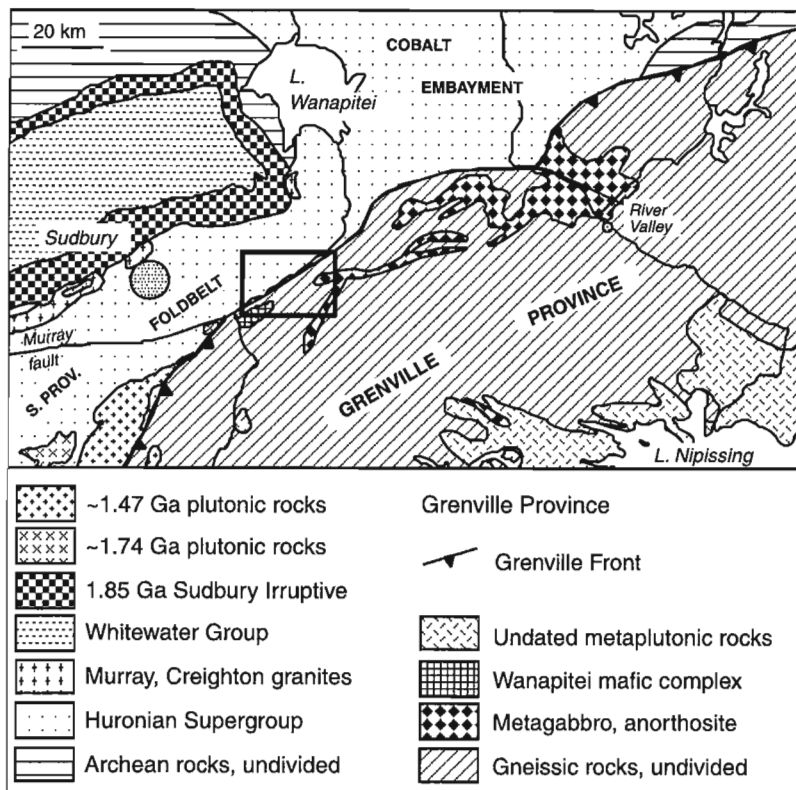 20 km
COBALT
L.
Wanapitei
EMBAYMENT
Sudbury
River
Valley
FOLDBELT
PROVINCE
Murray
fault
S. PROV.
GRENVILLE
L. Nipissing
~1.47 Ga plutonic rocks
~1.74 Ga plutonic rocks
1.85 Ga Sudbury Irruptive
Whitewater Group
Murray, Creighton granites
Huronian Supergroup
Archean rocks, undivided
Grenville Province
Grenville Front
Undated metaplutonic rocks
Wanapitei mafic complex
Metagabbro, anorthosite
Gneissic rocks, undivided